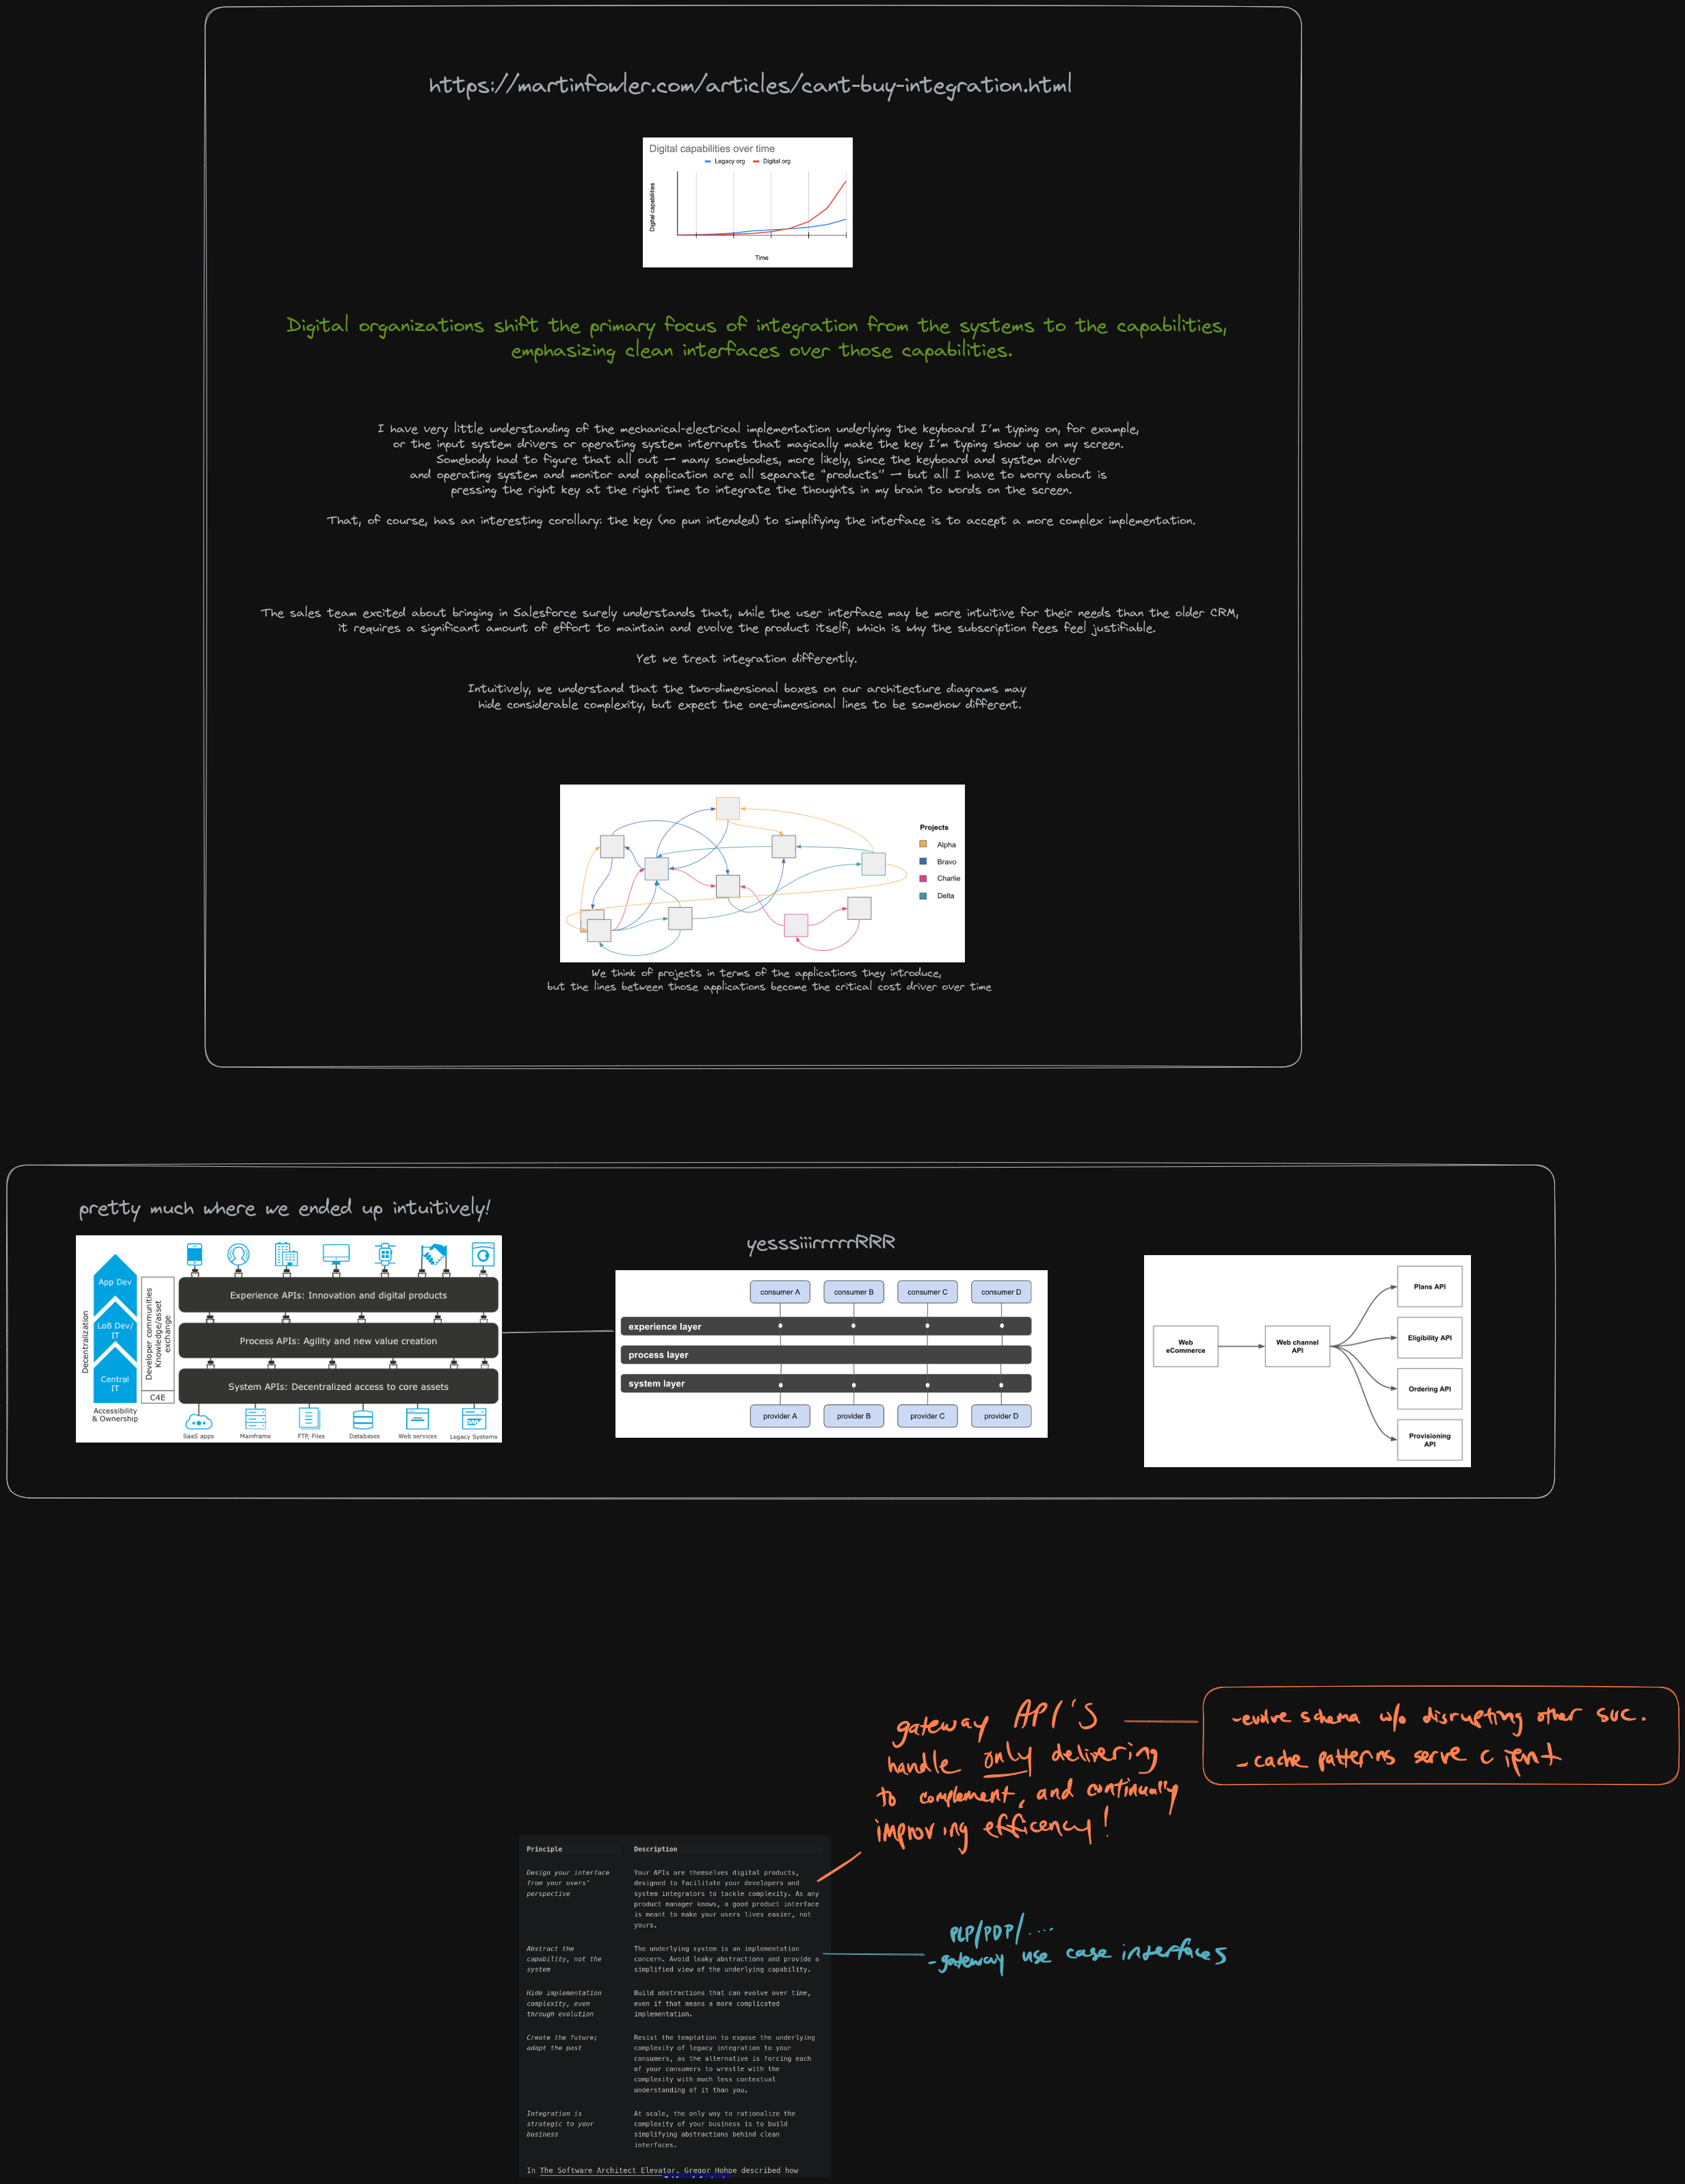 https://martinfowler.com/articles/cant-buy-integration.html
Digital capabilities over time
Legacy org Digital org
Digital capabilities
Time
Digital organizations shift the primary focus of integration from the systems to the capabilities,
emphasizing clean interfaces over those capabilities.
I have very little understanding of the mechanical-electrical implementation underlying the keyboard I'm typing on, for example,
or the input system drivers or operating system interrupts that magically make the key I'm typing show up on my screen.
Somebody had to figure that all out — many somebodies, more likely, since the keyboard and system driver
and operating system and monitor and application are all separate "products" — but all I have to worry about is
pressing the right key at the right time to integrate the thoughts in my brain to words on the screen.
That, of course, has an interesting corollary: the key (no pun intended) to simplifying the interface is to accept a more complex implementation.
The sales team excited about bringing in Salesforce surely understands that, while the user interface may be more intuitive for their needs than the older CRM,
it requires a significant amount of effort to maintain and evolve the product itself, which is why the subscription fees feel justifiable.
Yet we treat integration differently.
Intuitively, we understand that the two-dimensional boxes on our architecture diagrams may
hide considerable complexity, but expect the one-dimensional lines to be somehow different.
Projects
Alpha
Bravo
Charlie
Delta
We think of projects in terms of the applications they introduce,
but the lines between those applications become the critical cost driver over time
pretty much where we ended up intuitively!
Decentralization
App Dev
LoB Dev/
IT
Central
IT
Accessibility
& Ownership
Developer communities
Knowledge/asset
exchange
C4E
Experience APIs: Innovation and digital products
Process APIs: Agility and new value creation
System APIs: Decentralized access to core assets
SaaS apps
Mainframe
FTP, Files
Databases
Web services
Legacy Systems
yesssiiirrrrrRRR
consumer A
consumer B
consumer C
consumer D
experience layer
process layer
system layer
provider A
provider B
provider C
provider D
Web
eCommerce
Web channel
API
Plans API
Eligibility API
Ordering API
Provisioning
API
gateway API'S
handle only delivering
to complement, and continually
improving efficency!
-evolve schema w/o disrupting other svc.
- cache patterns serve client
PLP/PDP/....
- gateway use case interfaces
Principle
Description
Design your interface
from your users'
perspective
Your APIs are themselves digital products,
designed to facilitate your developers and
system integrators to tackle complexity. As any
product manager knows, a good product interface
is meant to make your users lives easier, not
yours.
Abstract the
capability, not the
system
The underlying system is an implementation
concern. Avoid leaky abstractions and provide a
simplified view of the underlying capability.
Hide implementation
complexity, even
through evolution
Build abstractions that can evolve over time,
even if that means a more complicated
implementation.
Create the future;
adapt the past
Resist the temptation to expose the underlying
complexity of legacy integration to your
consumers, as the alternative is forcing each
of your consumers to wrestle with the
complexity with much less contextual
understanding of it than you.
Integration is
strategic to your
business
At scale, the only way to rationalize the
complexity of your business is to build
simplifying abstractions behind clean
interfaces.
In The Software Architect Elevator, Gregor Hohpe described how